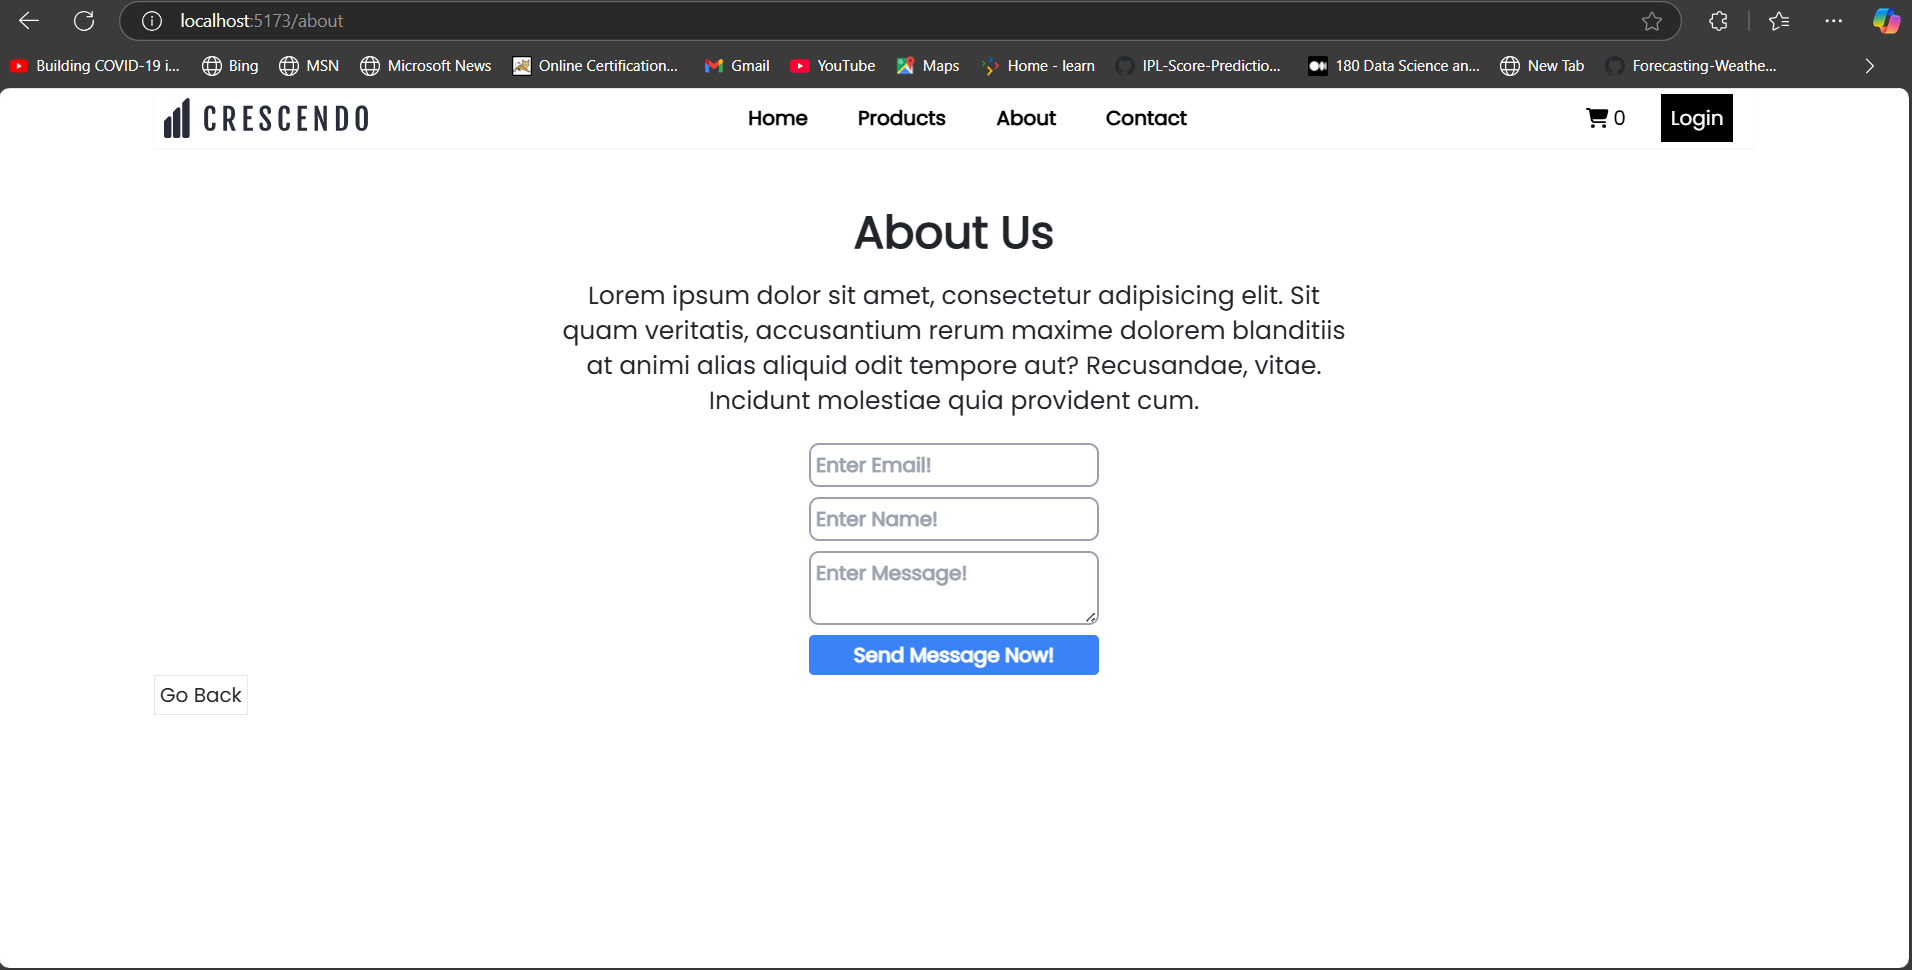 localhost:5173/about
Building COVID-19 i... Bing MSN Microsoft News Online Certification... Gmail YouTube Maps Home - learn IPL-Score-Predictio... 180 Data Science an... New Tab Forecasting-Weathe...
CRESCENDO Home Products About Contact 0 Login
About Us
Lorem ipsum dolor sit amet, consectetur adipisicing elit. Sit
quam veritatis, accusantium rerum maxime dolorem blanditiis
at animi alias aliquid odit tempore aut? Recusandae, vitae.
Incidunt molestiae quia provident cum.
Enter Email!
Enter Name!
Enter Message!
Send Message Now!
Go Back